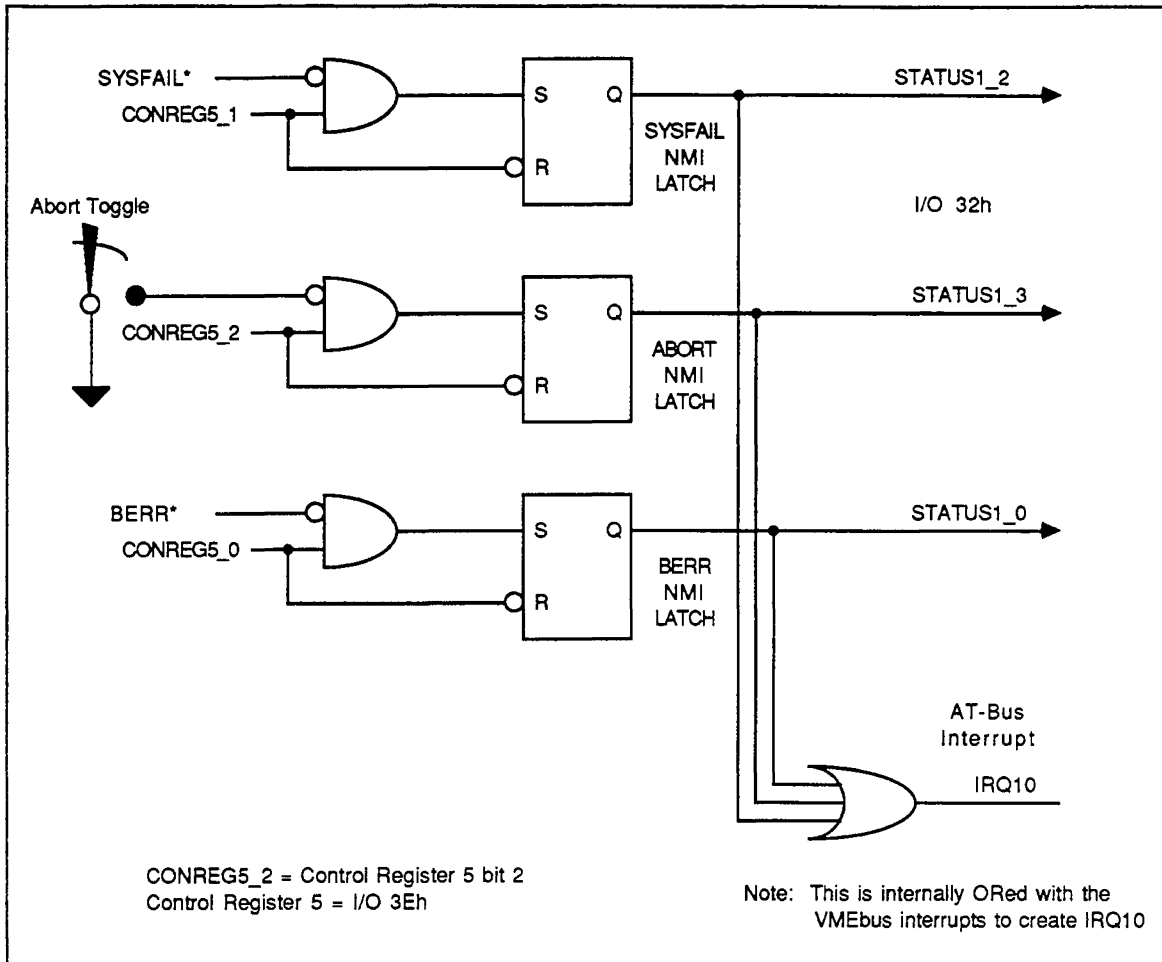 SYSFAIL*
CONREG5_1
S Q
R
SYSFAIL
NMI
LATCH
STATUS1_2
I/O 32h
Abort Toggle
CONREG5_2
S Q
R
ABORT
NMI
LATCH
STATUS1_3
BERR*
CONREG5_0
S Q
R
BERR
NMI
LATCH
STATUS1_0
AT-Bus
Interrupt
IRQ10
CONREG5_2 = Control Register 5 bit 2
Control Register 5 = I/O 3Eh
Note: This is internally ORed with the
VMEbus interrupts to create IRQ10